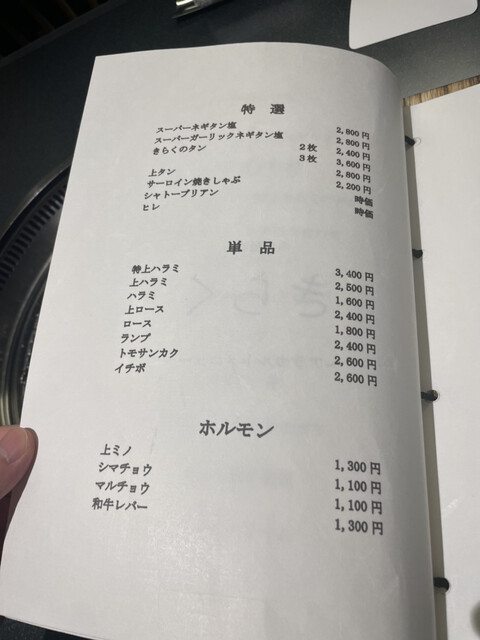 特 選
スーパーネギタン塩 2,800円
スーパーガーリックネギタン塩 2,800円
きらくのタン 2枚 2,400円
3枚 3,600円
上タン 2,800円
サーロイン焼きしゃぶ 2,200円
シャトーブリアン 時価
ヒレ 時価
単 品
特上ハラミ 3,400円
上ハラミ 2,500円
ハラミ 1,600円
上ロース 2,400円
ロース 1,800円
ランプ 2,400円
トモサンカク 2,600円
イチボ 2,600円
ホルモン
上ミノ 1,300円
シマチョウ 1,100円
マルチョウ 1,100円
和牛レバー 1,300円
きらく